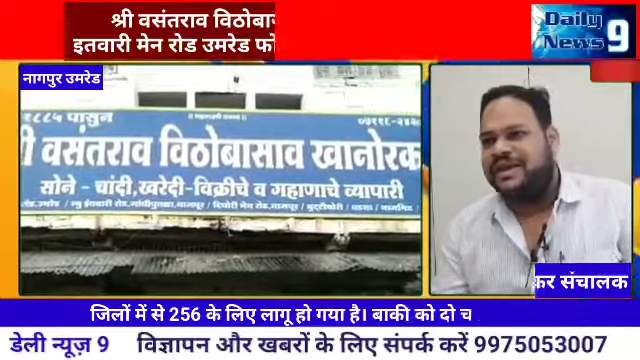 श्री वसंतराव विठोबास
इतवारी मेन रोड उमरेड फो
Daily
News 9
नागपुर उमरेड
१८८५ पासुन
वसंतराव विठोबासाव खानोरक
सोने - चांदी,खरेदी-विक्रीचे व गहाणाचे व्यापारी
कर संचालक
जिलों में से 256 के लिए लागू हो गया है। बाकी को दो च
डेली न्यूज़ 9 विज्ञापन और खबरों के लिए संपर्क करें 9975053007